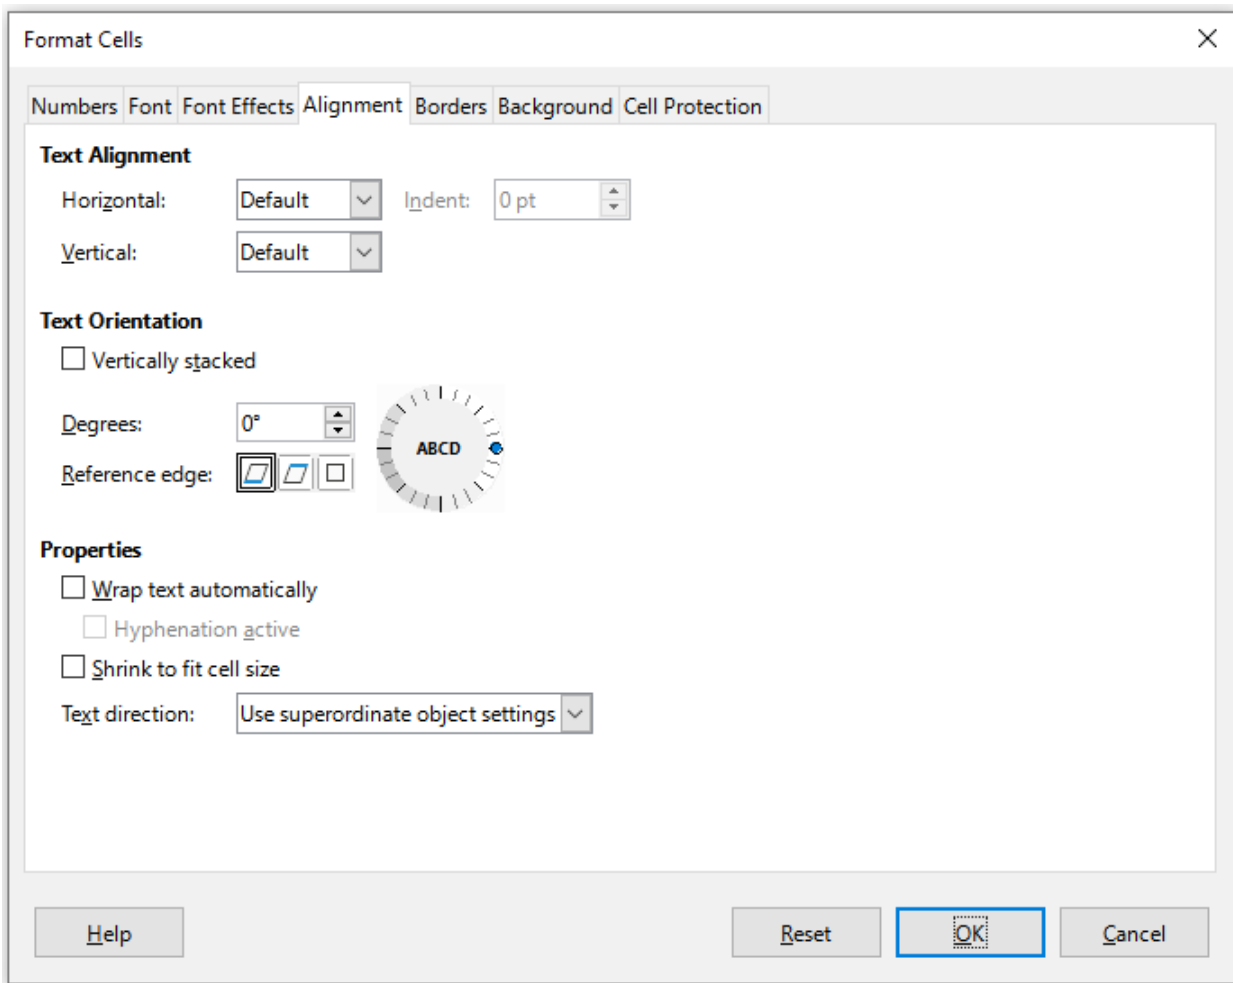 Format Cells
Numbers Font Font Effects Alignment Borders Background Cell Protection
Text Alignment
Horizontal: Default Indent: 0 pt
Vertical: Default
Text Orientation
Vertically stacked
Degrees: 0°
ABCD
Reference edge:
Properties
Wrap text automatically
Hyphenation active
Shrink to fit cell size
Text direction: Use superordinate object settings
Help Reset OK Cancel